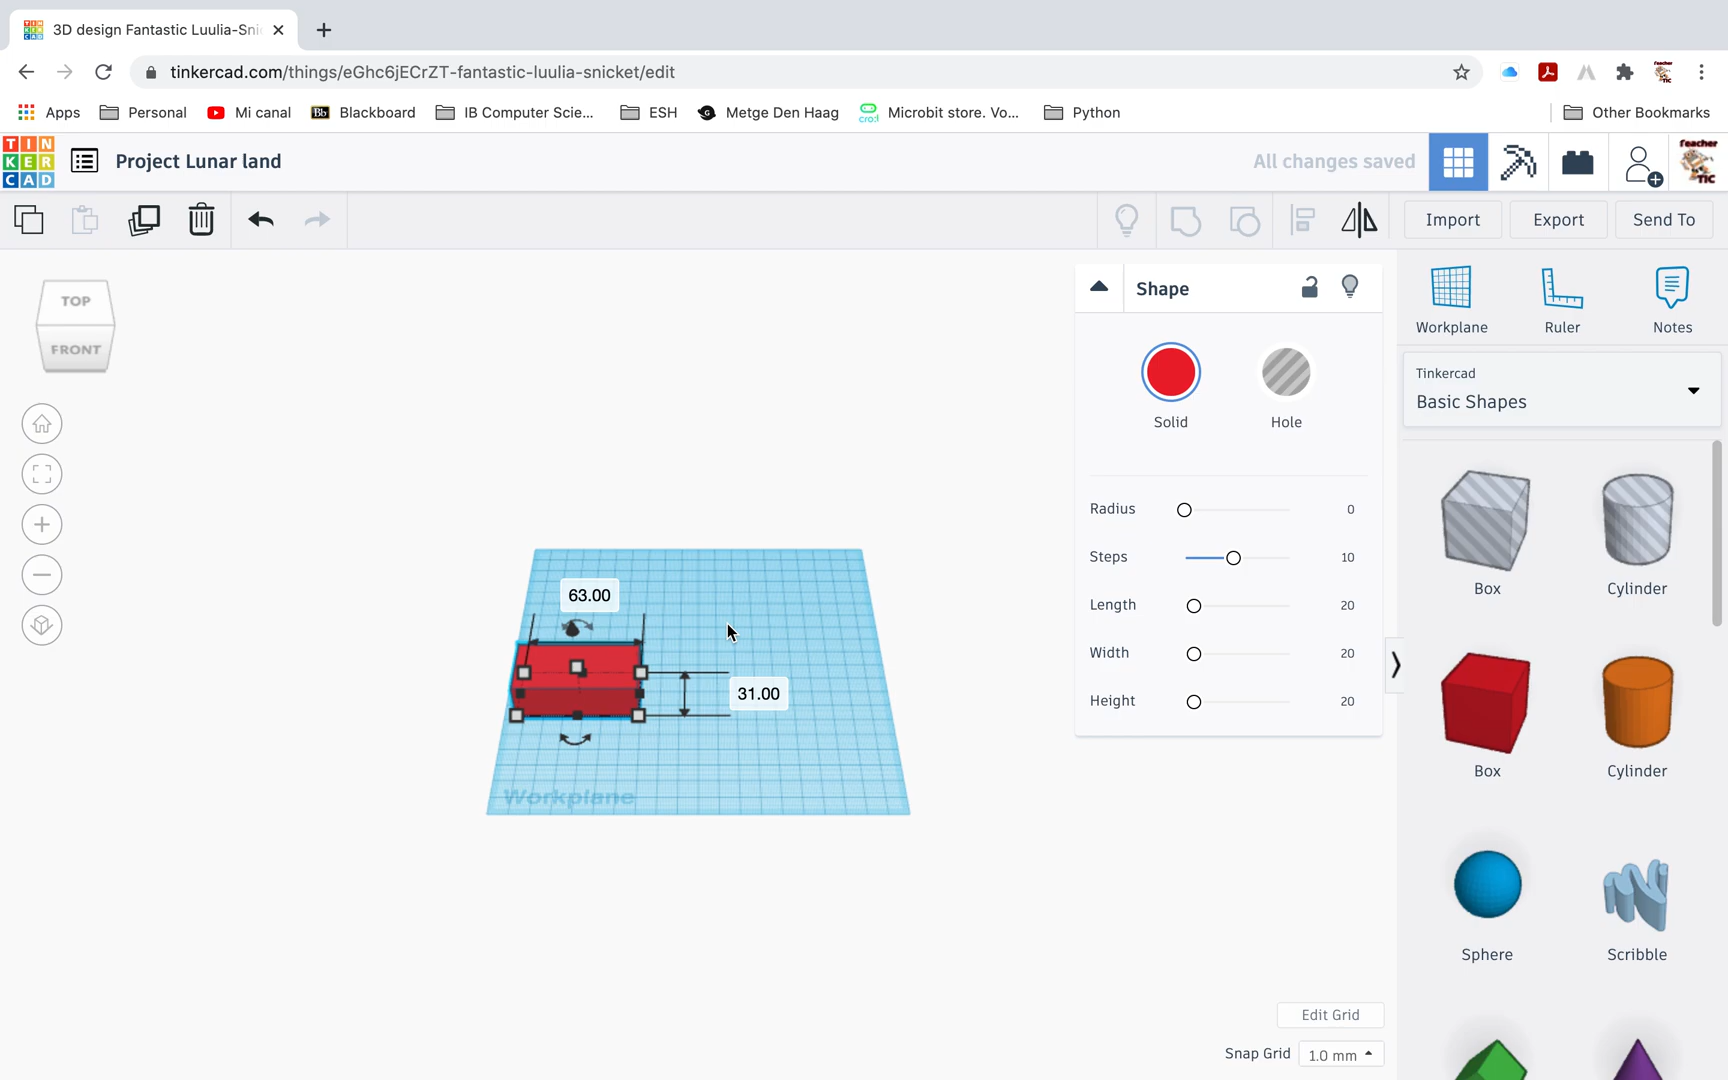 3D design Fantastic Luulia-Sni
tinkercad.com/things/eGhc6jECrZT-fantastic-luulia-snicket/edit
Apps Personal Mi canal Bb Blackboard IB Computer Scie... ESH Metge Den Haag Microbit store. Vo... Python Other Bookmarks
TIN
KER
CAD
Project Lunar land
All changes saved
Teacher
TIC
Import Export Send To
TOP
FRONT
Shape
Solid Hole
Radius 0
Steps 10
Length 20
Width 20
Height 20
63.00
31.00
Workplane
Workplane Ruler Notes
Tinkercad
Basic Shapes
Box Cylinder
Box Cylinder
Sphere Scribble
Edit Grid
Snap Grid 1.0 mm